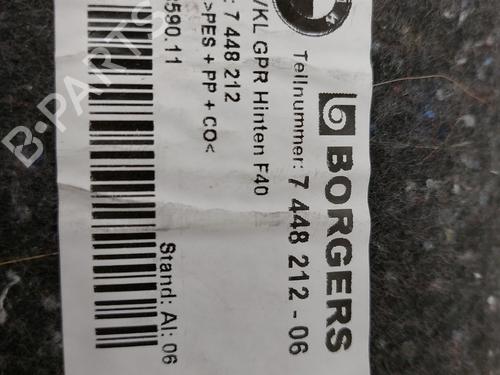 BORGERS
Teilnummer: 7 448 212 - 06
/KL GPR Hinten F40
: 7 448 212
>PES + PP + CO<
590.11
Stand: AI: 06
B-PARTS